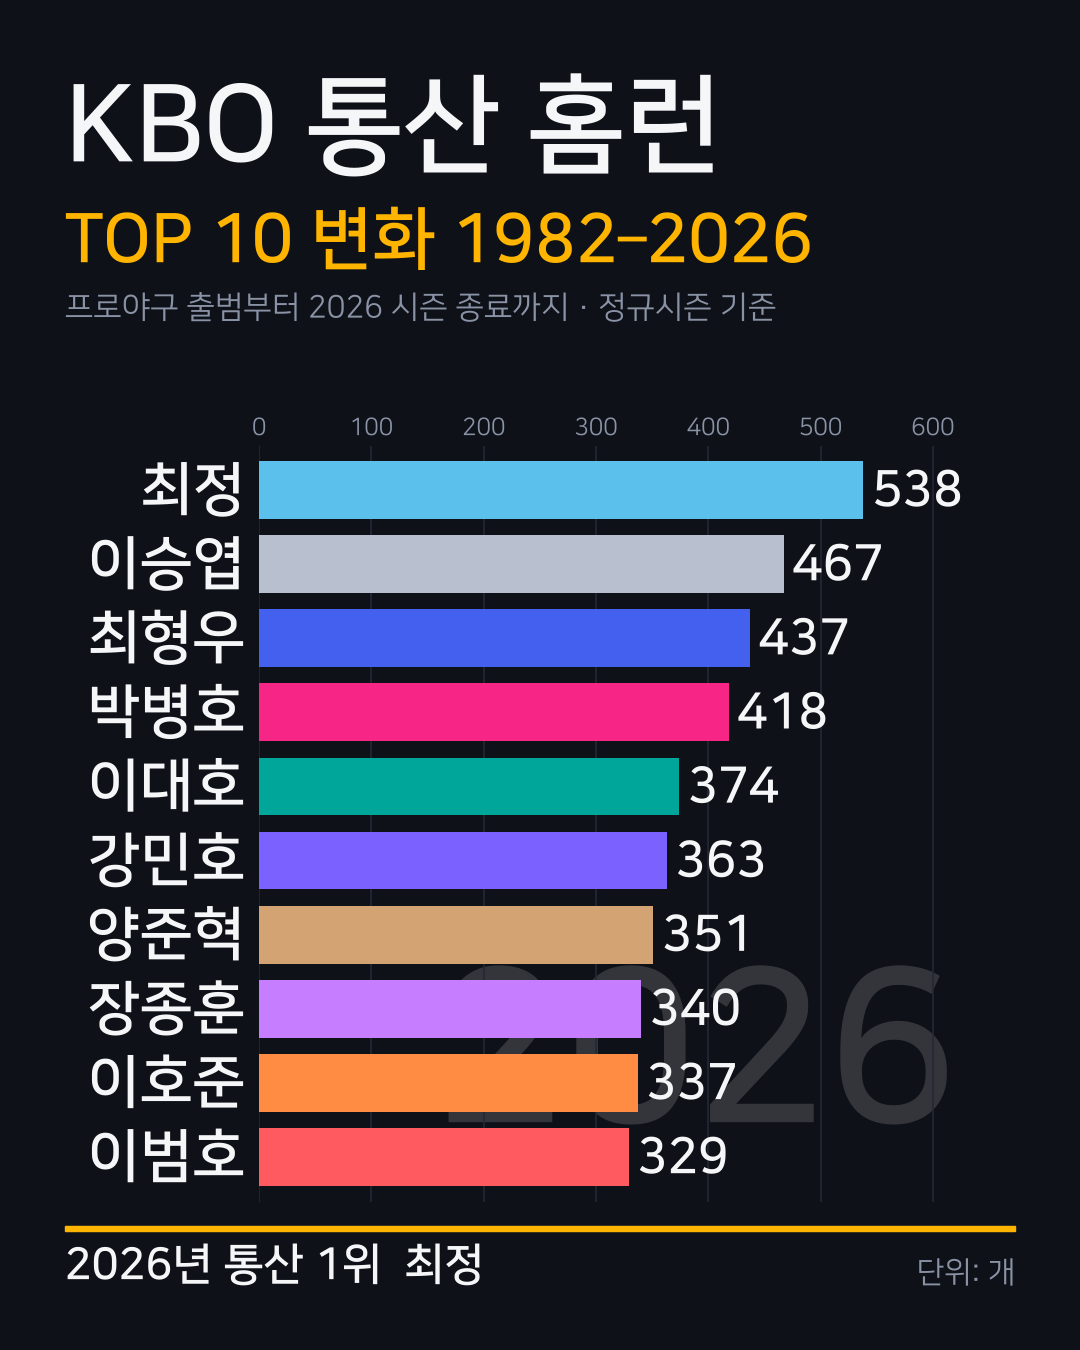 KBO 통산 홈런
TOP 10 변화 1982–2026
프로야구 출범부터 2026 시즌 종료까지 · 정규시즌 기준
0 100 200 300 400 500 600
최정 538
이승엽 467
최형우 437
박병호 418
이대호 374
강민호 363
양준혁 351
장종훈 340
이호준 337
이범호 329
2026
2026년 통산 1위 최정
단위: 개